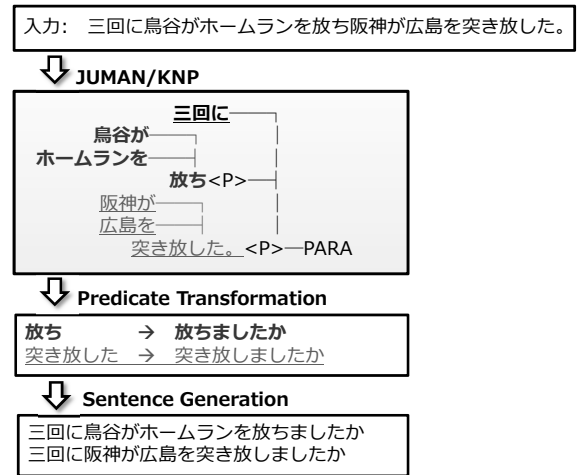 入力: 三回に鳥谷がホームランを放ち阪神が広島を突き放した。
JUMAN/KNP
三回に
鳥谷が
ホームランを
放ち<P>
阪神が
広島を
突き放した。<P>―PARA
Predicate Transformation
放ち → 放ちましたか
突き放した → 突き放しましたか
Sentence Generation
三回に鳥谷がホームランを放ちましたか
三回に阪神が広島を突き放しましたか